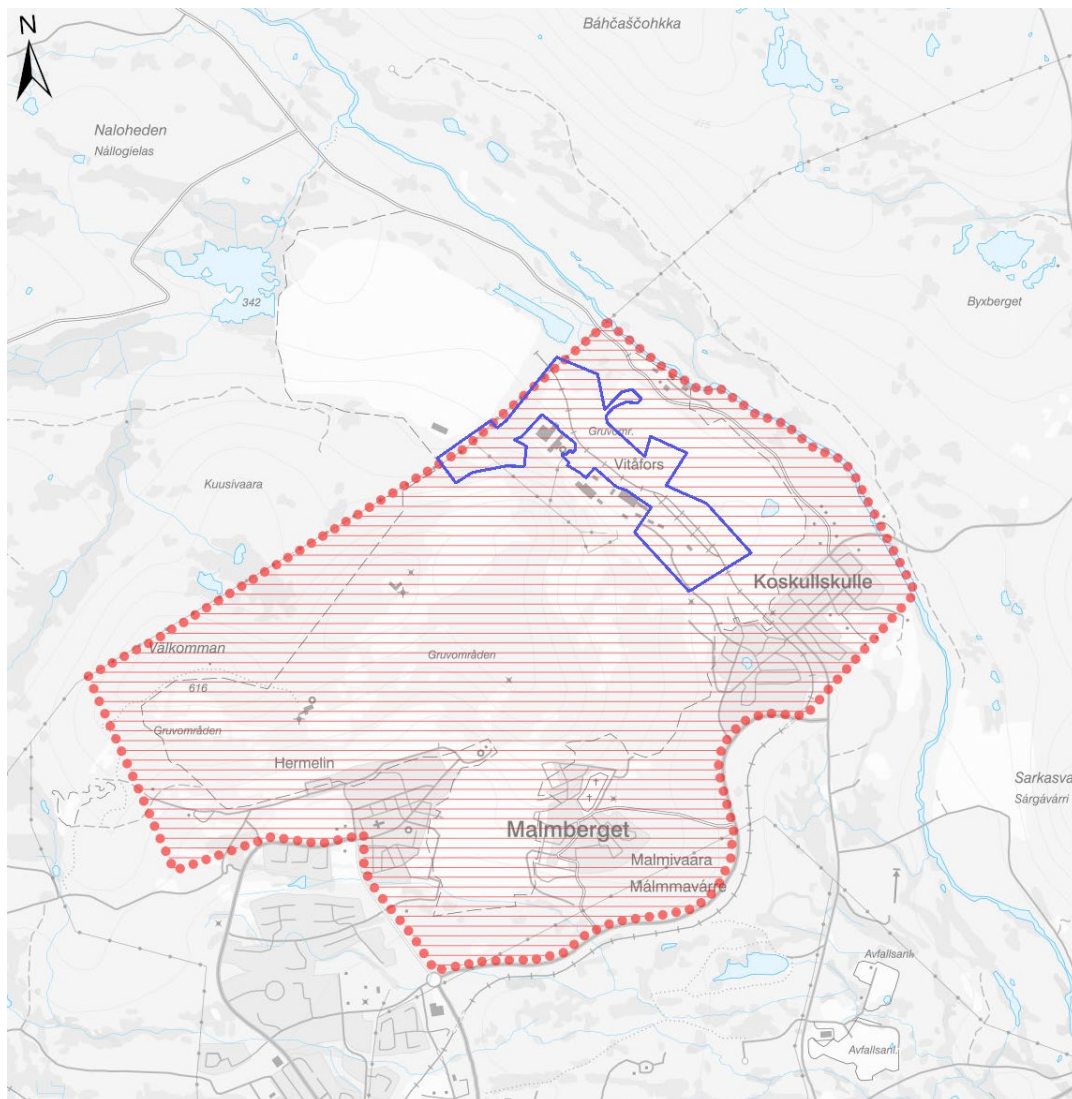 N
Báhčaščohkka
475
Naloheden
Nállogielas
342
Byxberget
Gruvomr.
Vitåfors
Kuusivaara
Koskullskulle
Välkomman
Gruvområden
616
Gruvområden
Hermelin
Sarkasva
Sárgávárri
Malmberget
Malmivaara
Málmmavárre
Avfallsanl.
Avfallsanl.